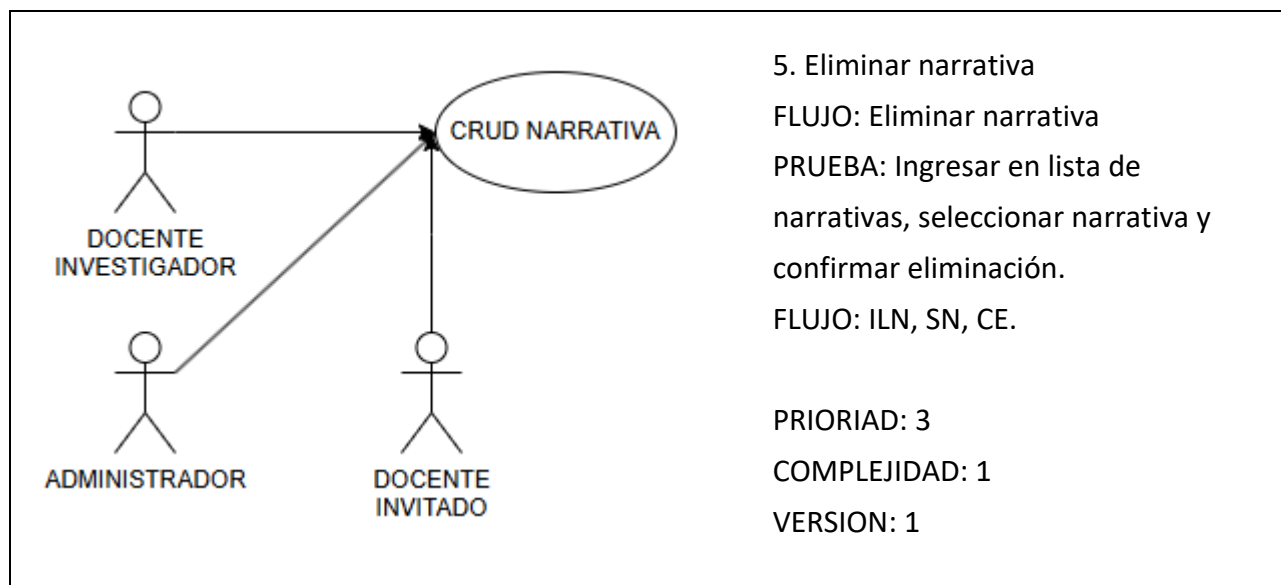 CRUD NARRATIVA
DOCENTE
INVESTIGADOR
ADMINISTRADOR
DOCENTE
INVITADO
5. Eliminar narrativa
FLUJO: Eliminar narrativa
PRUEBA: Ingresar en lista de
narrativas, seleccionar narrativa y
confirmar eliminación.
FLUJO: ILN, SN, CE.
PRIORIAD: 3
COMPLEJIDAD: 1
VERSION: 1